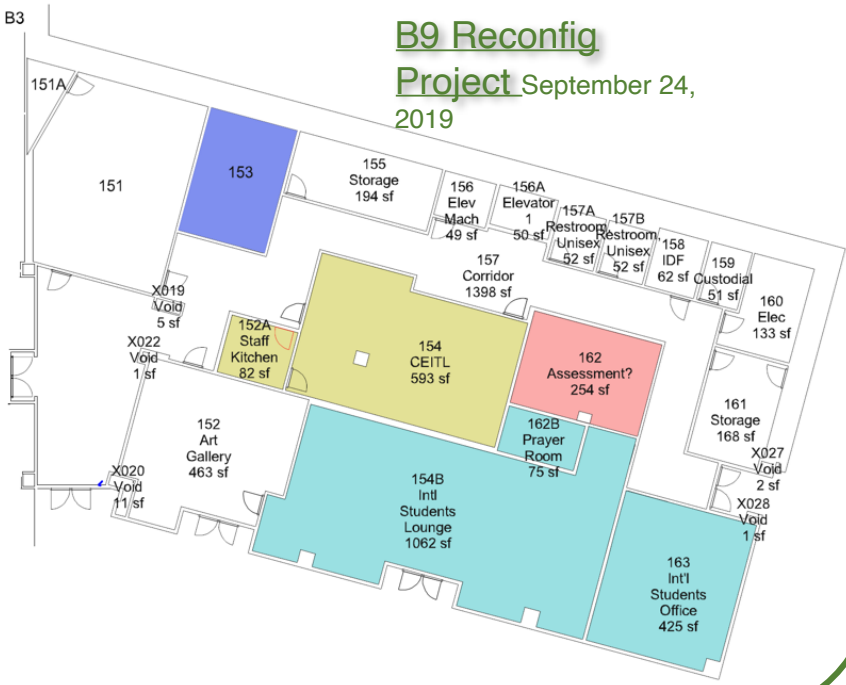 B3
B9 Reconfig
Project September 24,
2019
151A
151
153
155
Storage
194 sf
156
Elev
Mach
49 sf
156A
Elevator
1
50 sf
157A
Restroom,
Unisex
52 sf
157B
Restroom,
Unisex
52 sf
158
IDF
62 sf
159
Custodial
51 sf
160
Elec
133 sf
157
Corridor
1398 sf
X019
Void
5 sf
X022
Void
1 sf
152A
Staff
Kitchen
82 sf
154
CEITL
593 sf
162
Assessment?
254 sf
161
Storage
168 sf
152
Art
Gallery
463 sf
162B
Prayer
Room
75 sf
X027
Void
2 sf
X020
Void
11 sf
154B
Intl
Students
Lounge
1062 sf
X028
Void
1 sf
163
Int'l
Students
Office
425 sf